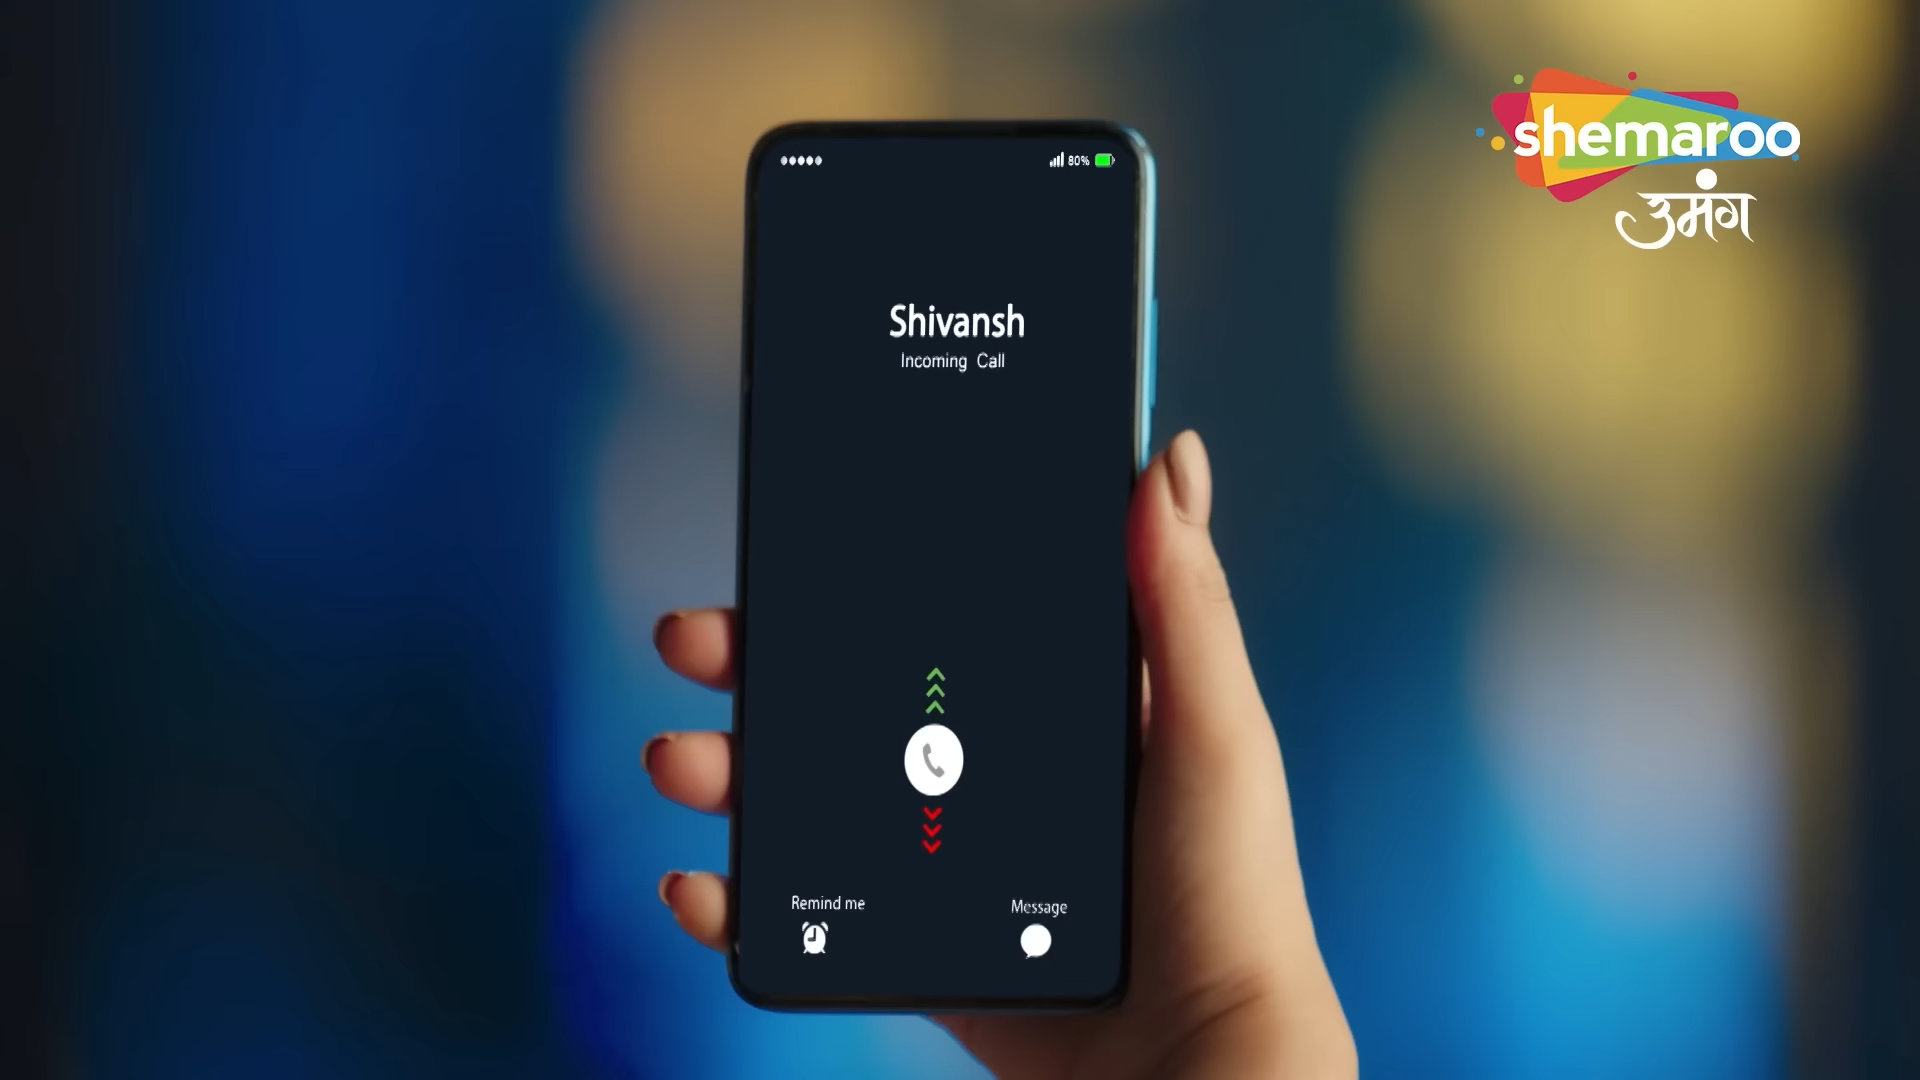 80%
shemaroo
उमंग
Shivansh
Incoming Call
Remind me
Message